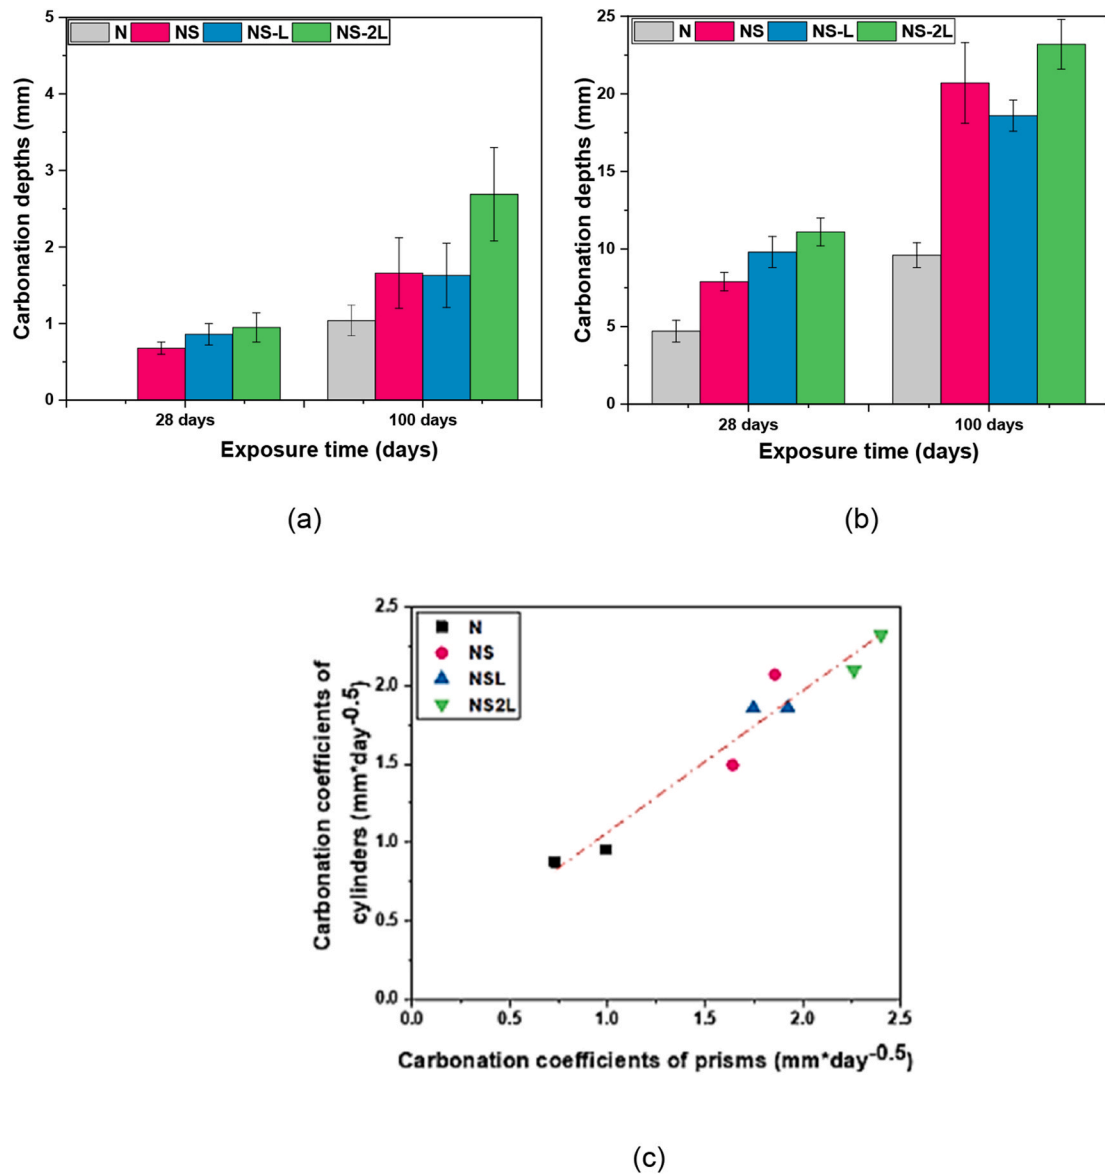 N NS NS-L NS-2L
5
4
3
2
1
0
Carbonation depths (mm)
28 days 100 days
Exposure time (days)
(a)
N NS NS-L NS-2L
25
20
15
10
5
0
Carbonation depths (mm)
28 days 100 days
Exposure time (days)
(b)
N
NS
NSL
NS2L
2.5
2.0
1.5
1.0
0.5
0.0
Carbonation coefficients of
cylinders (mm*day-0.5)
0.0 0.5 1.0 1.5 2.0 2.5
Carbonation coefficients of prisms (mm*day-0.5)
(c)